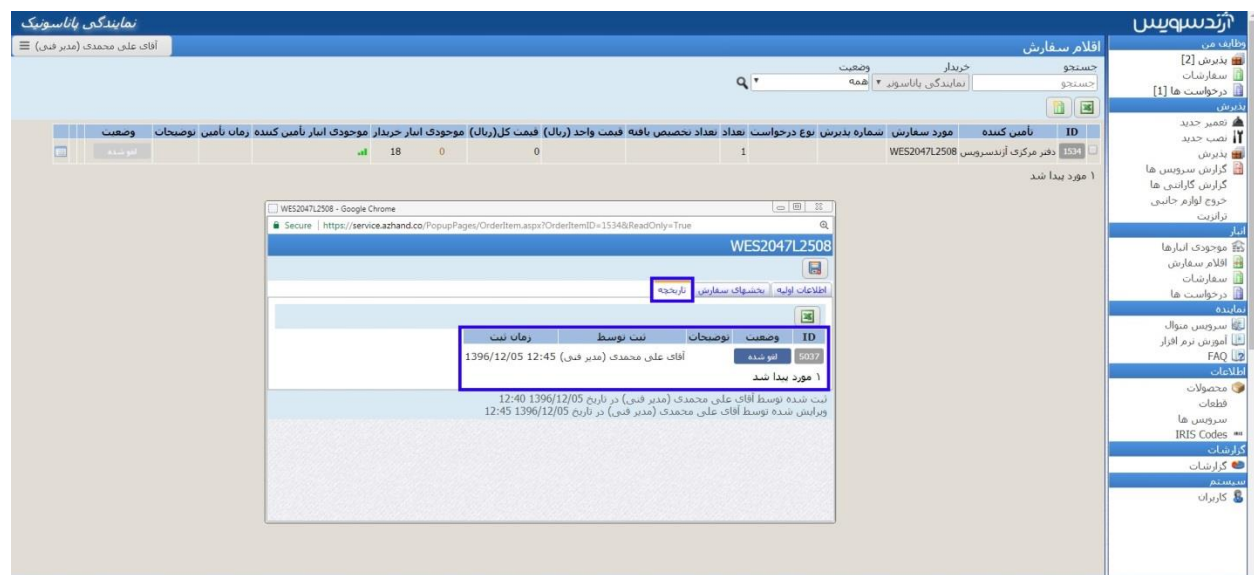 نمایندگی پاناسونیک
آژندسرویس
آقای علی محمدی (مدیر فنی)
اقلام سفارش
جستجو
خریدار
وضعیت
جستجو
نمایندگی پاناسونی
همه
ID تأمین کننده مورد سفارش شماره پذیرش نوع درخواست تعداد تعداد تخصیص یافته قیمت واحد (ریال) قیمت کل(ریال) موجودی انبار خریدار موجودی انبار تأمین کننده زمان تأمین توضیحات وضعیت
1534 دفتر مرکزی آژندسرویس WES2047L2508 1 0 0 18 لغو شده
۱ مورد پیدا شد
WES2047L2508 - Google Chrome
Secure | https://service.azhand.co/PopupPages/OrderItem.aspx?OrderItemID=1534&ReadOnly=True
WES2047L2508
اطلاعات اولیه بخشهای سفارش تاریخچه
ID وضعیت توضیحات ثبت توسط زمان ثبت
5037 لغو شده آقای علی محمدی (مدیر فنی) 1396/12/05 12:45
۱ مورد پیدا شد
ثبت شده توسط آقای علی محمدی (مدیر فنی) در تاریخ 1396/12/05 12:40
ویرایش شده توسط آقای علی محمدی (مدیر فنی) در تاریخ 1396/12/05 12:45
وظایف من
پذیرش [2]
سفارشات
درخواست ها [1]
پذیرش
تعمیر جدید
نصب جدید
پذیرش
گزارش سرویس ها
گزارش گارانتی ها
خروج لوازم جانبی
ترانزیت
انبار
موجودی انبارها
اقلام سفارش
سفارشات
درخواست ها
نماینده
سرویس منوال
آموزش نرم افزار
FAQ
اطلاعات
محصولات
قطعات
سرویس ها
IRIS Codes
گزارشات
گزارشات
سیستم
کاربران